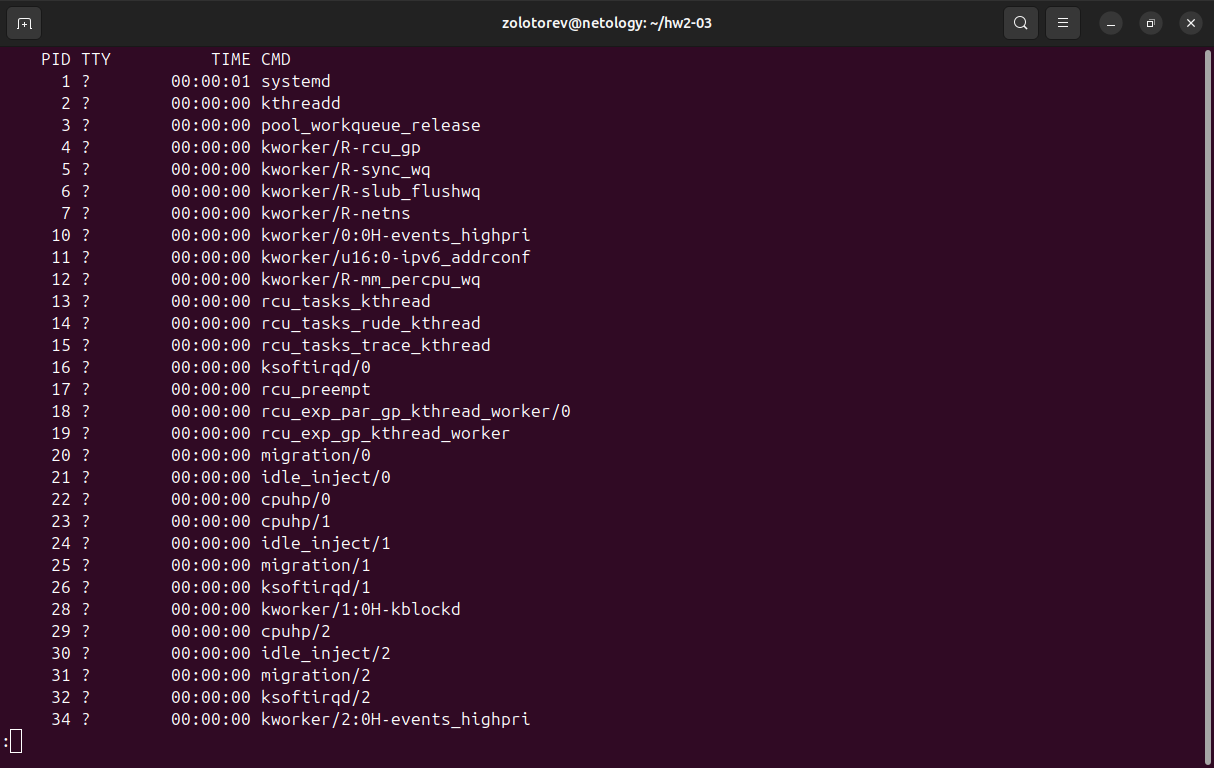 zolotorev@netology: ~/hw2-03
    PID TTY          TIME CMD
      1 ?        00:00:01 systemd
      2 ?        00:00:00 kthreadd
      3 ?        00:00:00 pool_workqueue_release
      4 ?        00:00:00 kworker/R-rcu_gp
      5 ?        00:00:00 kworker/R-sync_wq
      6 ?        00:00:00 kworker/R-slub_flushwq
      7 ?        00:00:00 kworker/R-netns
     10 ?        00:00:00 kworker/0:0H-events_highpri
     11 ?        00:00:00 kworker/u16:0-ipv6_addrconf
     12 ?        00:00:00 kworker/R-mm_percpu_wq
     13 ?        00:00:00 rcu_tasks_kthread
     14 ?        00:00:00 rcu_tasks_rude_kthread
     15 ?        00:00:00 rcu_tasks_trace_kthread
     16 ?        00:00:00 ksoftirqd/0
     17 ?        00:00:00 rcu_preempt
     18 ?        00:00:00 rcu_exp_par_gp_kthread_worker/0
     19 ?        00:00:00 rcu_exp_gp_kthread_worker
     20 ?        00:00:00 migration/0
     21 ?        00:00:00 idle_inject/0
     22 ?        00:00:00 cpuhp/0
     23 ?        00:00:00 cpuhp/1
     24 ?        00:00:00 idle_inject/1
     25 ?        00:00:00 migration/1
     26 ?        00:00:00 ksoftirqd/1
     28 ?        00:00:00 kworker/1:0H-kblockd
     29 ?        00:00:00 cpuhp/2
     30 ?        00:00:00 idle_inject/2
     31 ?        00:00:00 migration/2
     32 ?        00:00:00 ksoftirqd/2
     34 ?        00:00:00 kworker/2:0H-events_highpri
: